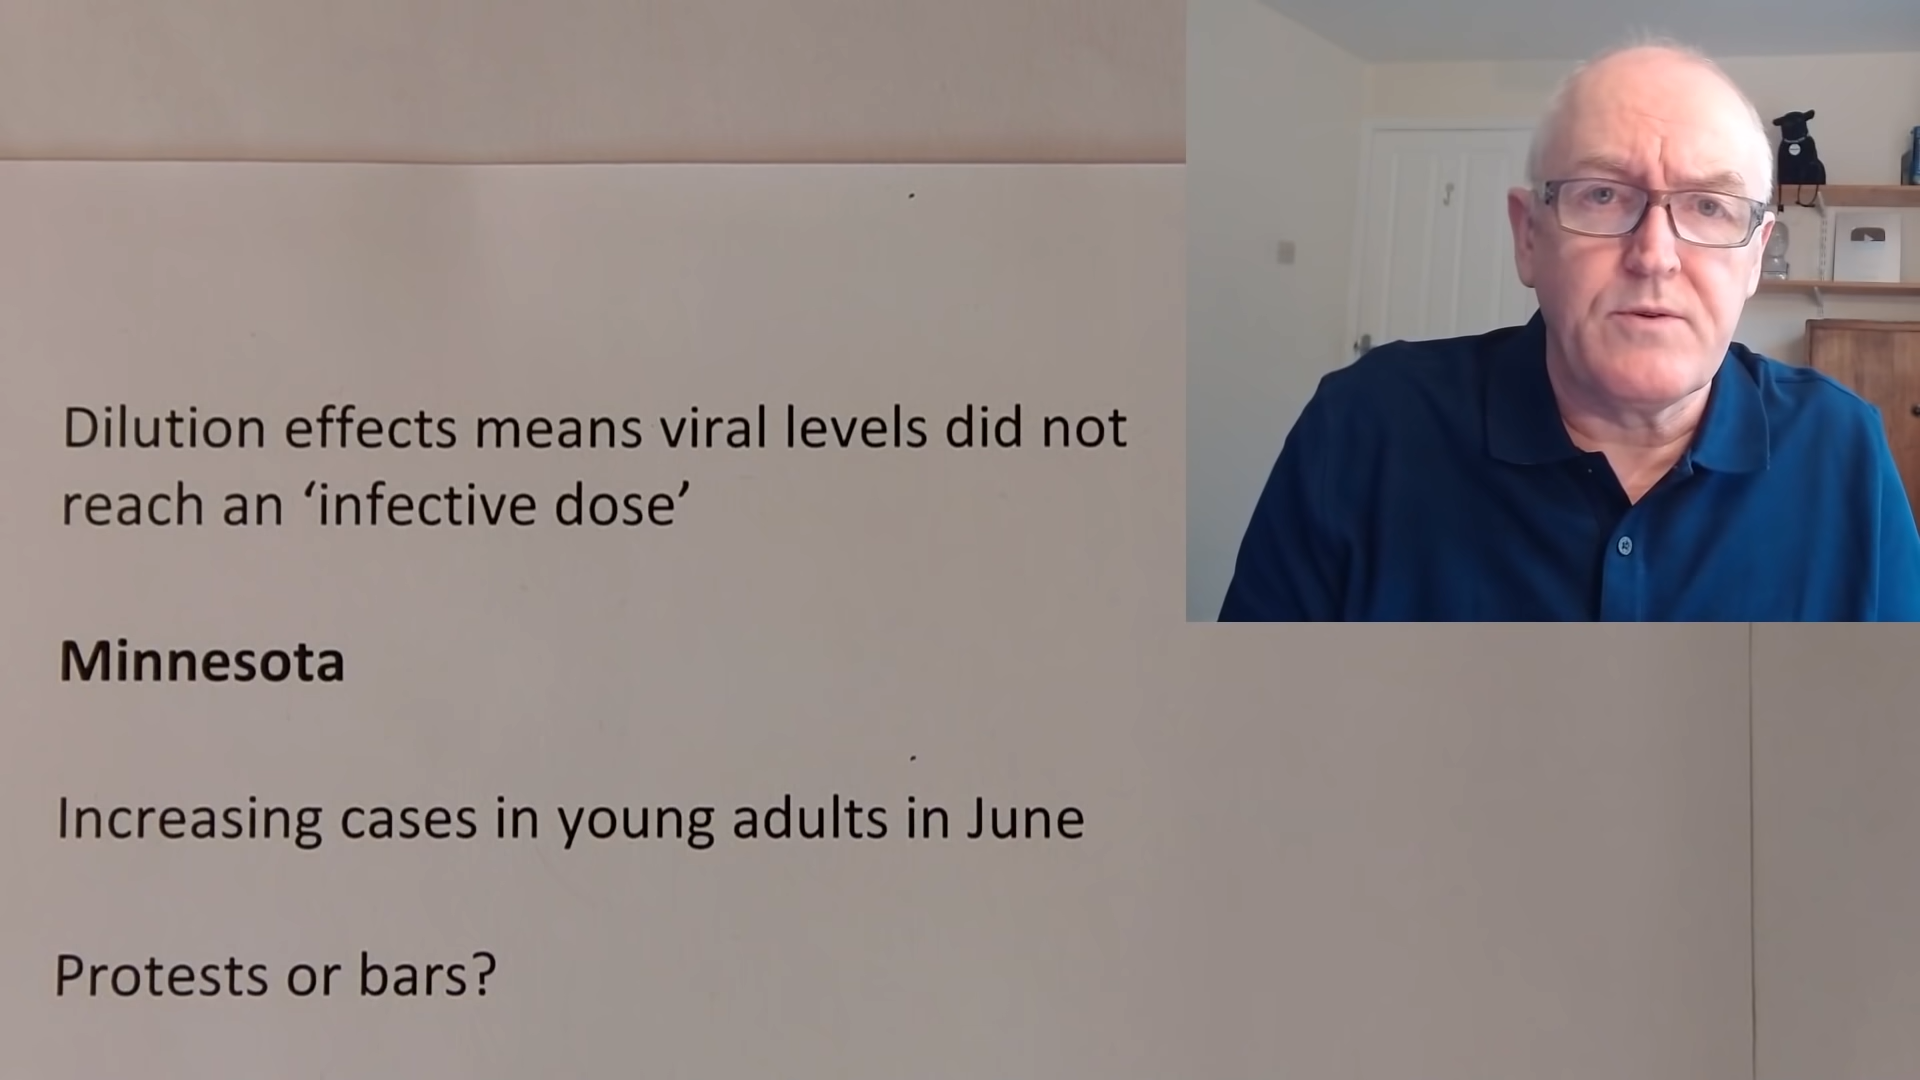 Dilution effects means viral levels did not
reach an ‘infective dose’
Minnesota
Increasing cases in young adults in June
Protests or bars?